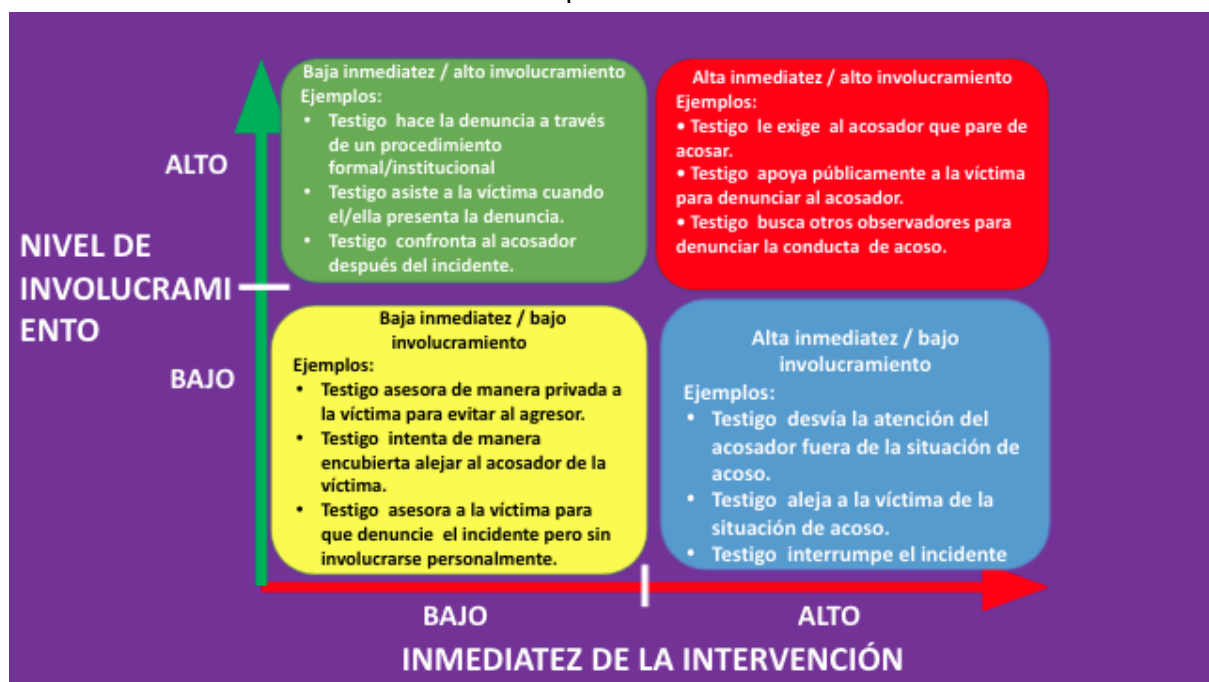 Baja inmediatez / alto involucramiento
Ejemplos:
• Testigo hace la denuncia a través
de un procedimiento
formal/institucional
• Testigo asiste a la víctima cuando
el/ella presenta la denuncia.
• Testigo confronta al acosador
después del incidente.
Alta inmediatez / alto involucramiento
Ejemplos:
• Testigo le exige al acosador que pare de
acosar.
• Testigo apoya públicamente a la víctima
para denunciar al acosador.
• Testigo busca otros observadores para
denunciar la conducta de acoso.
ALTO
NIVEL DE
INVOLUCRAMI
ENTO
BAJO
Baja inmediatez / bajo
involucramiento
Ejemplos:
• Testigo asesora de manera privada a
la víctima para evitar al agresor.
• Testigo intenta de manera
encubierta alejar al acosador de la
víctima.
• Testigo asesora a la víctima para
que denuncie el incidente pero sin
involucrarse personalmente.
Alta inmediatez / bajo
involucramiento
Ejemplos:
• Testigo desvía la atención del
acosador fuera de la situación de
acoso.
• Testigo aleja a la víctima de la
situación de acoso.
• Testigo interrumpe el incidente
BAJO
ALTO
INMEDIATEZ DE LA INTERVENCIÓN